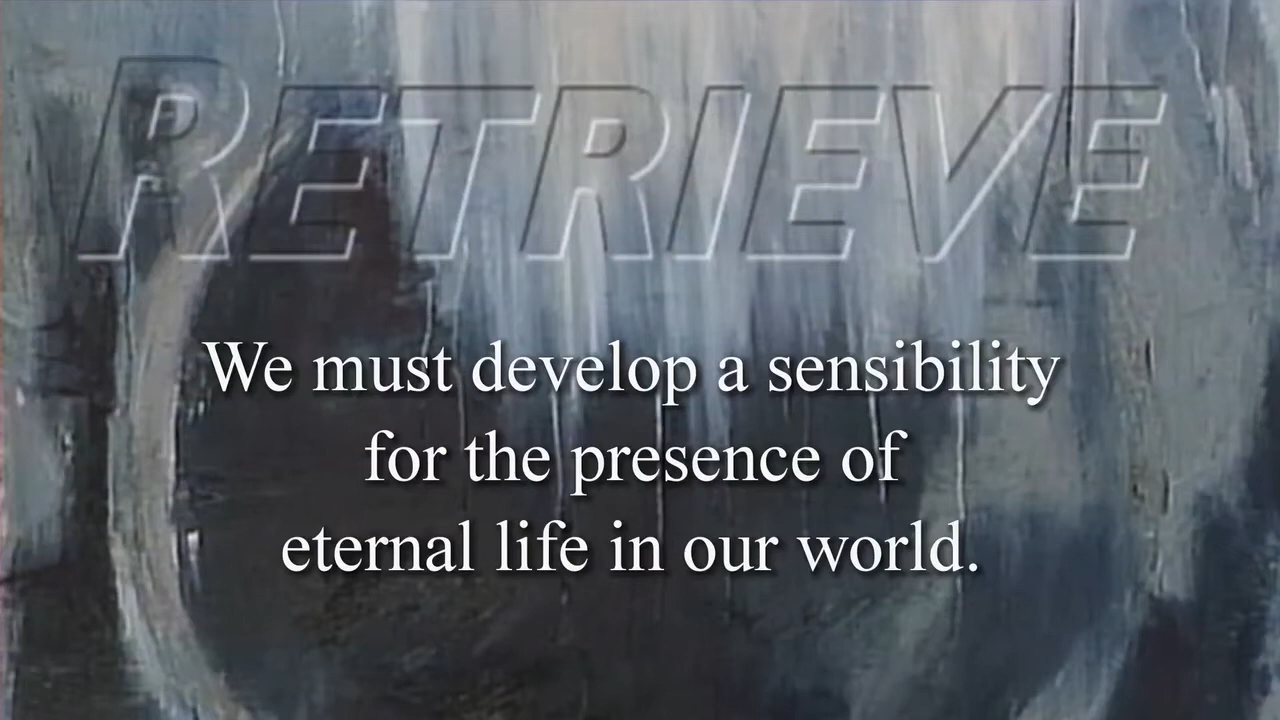 RETRIEVE
We must develop a sensibility
for the presence of
eternal life in our world.